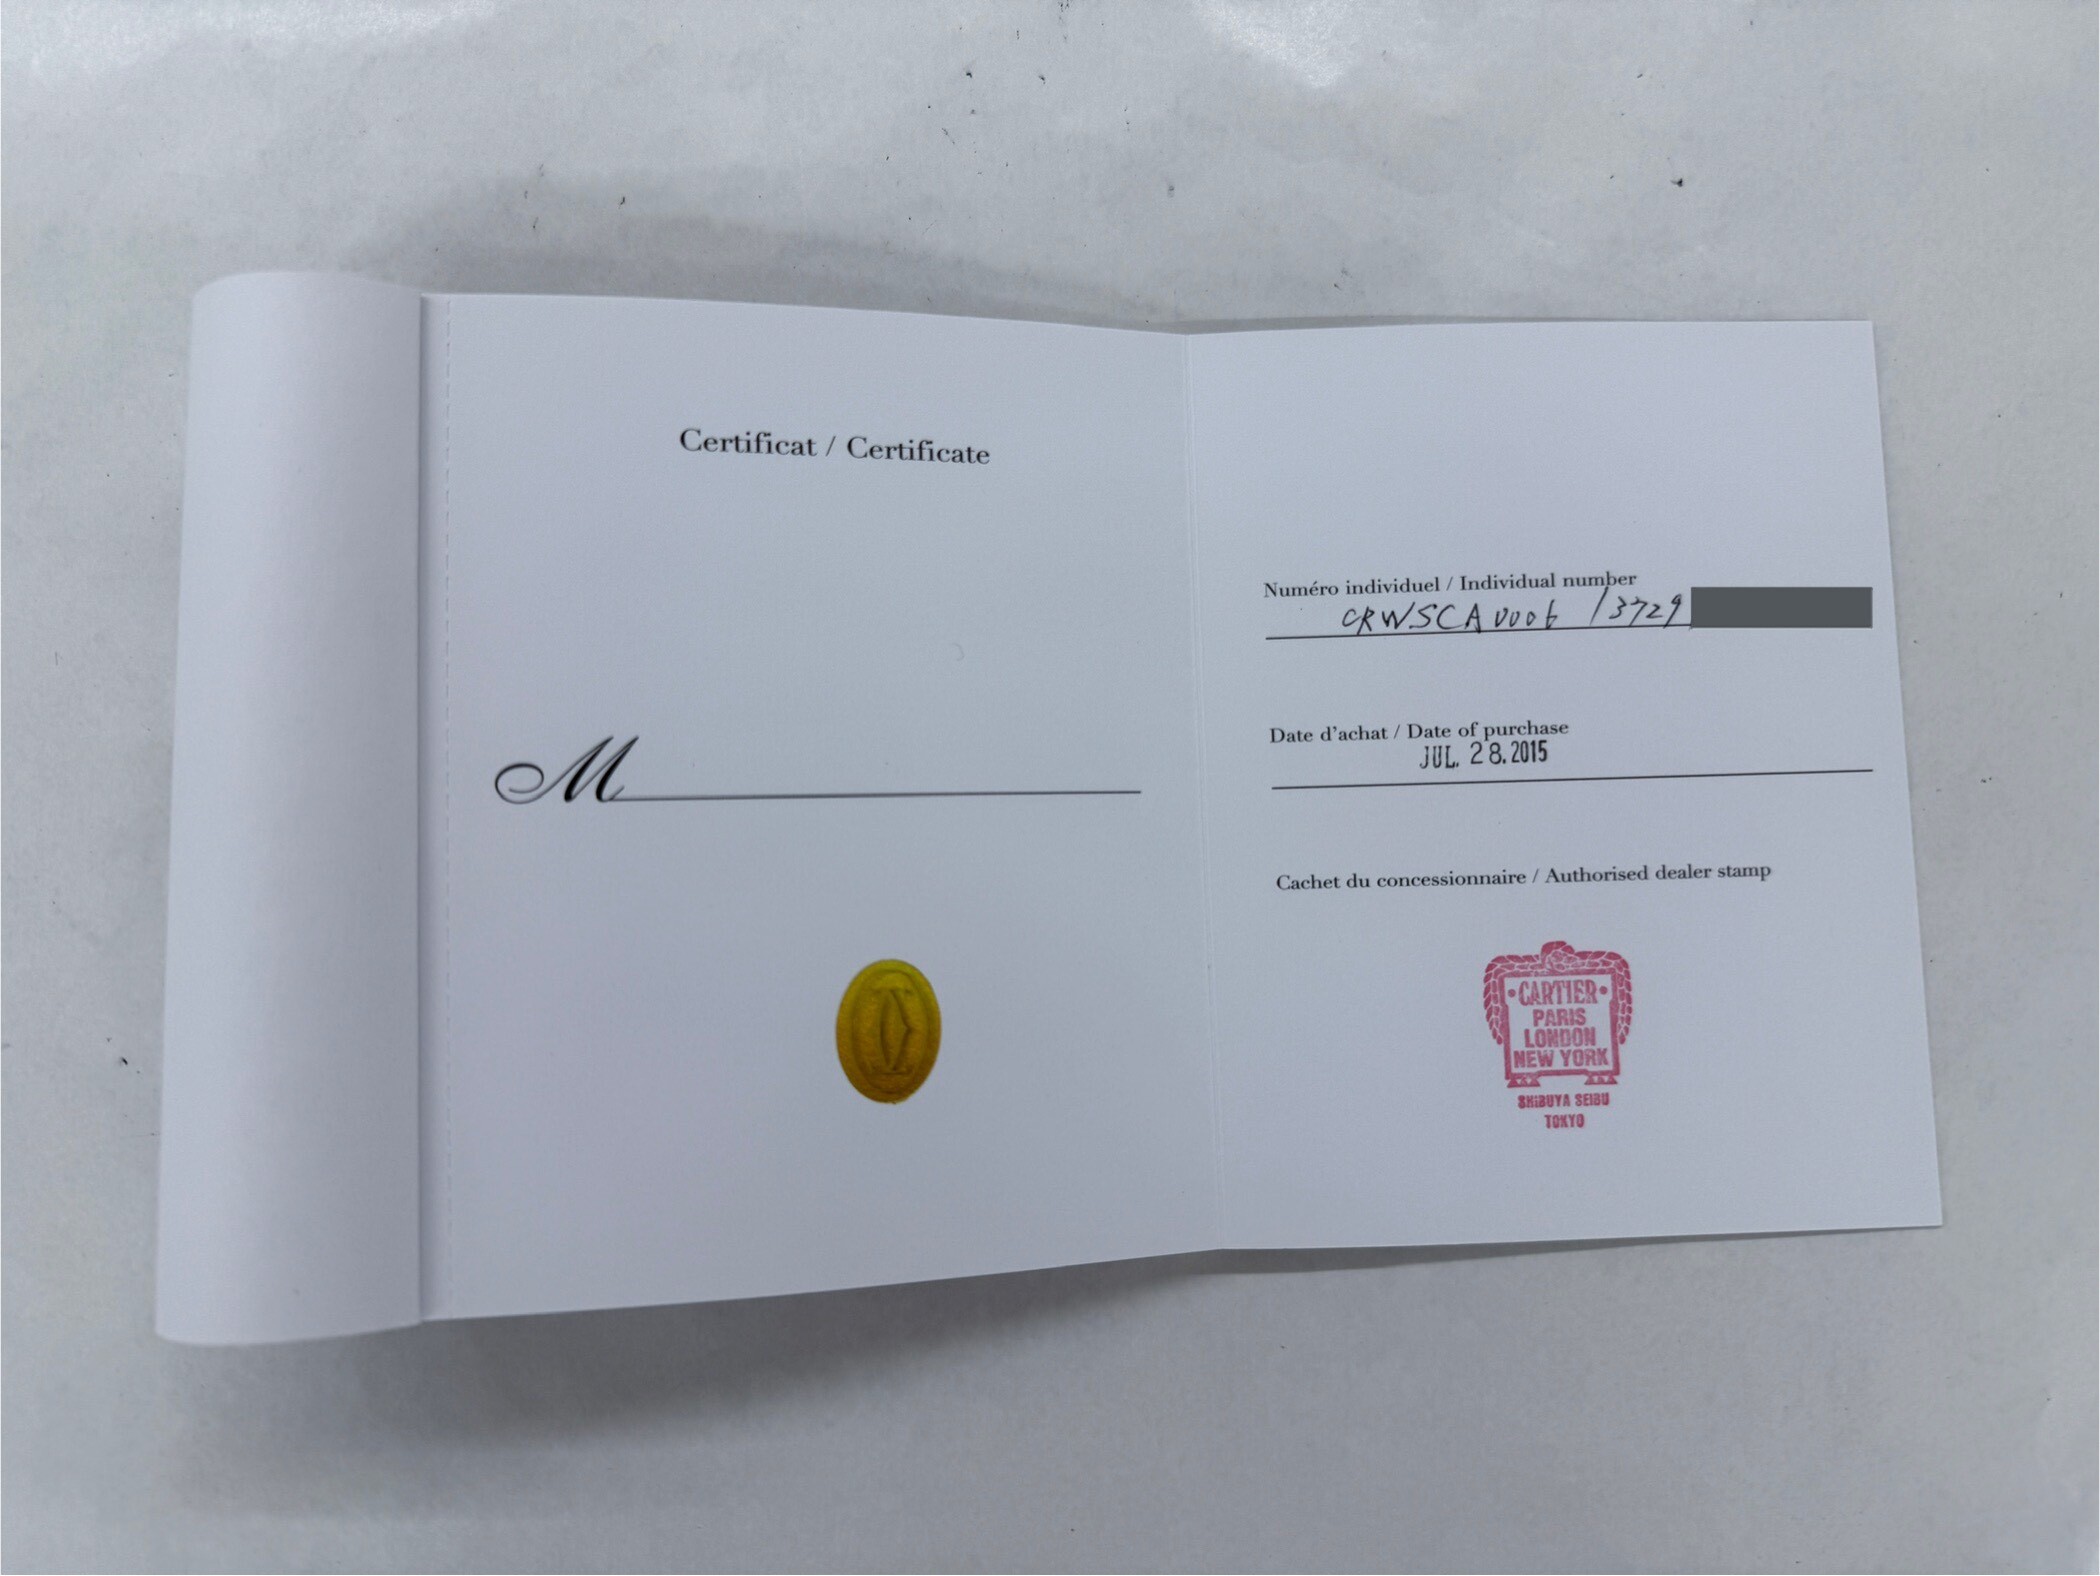 Certificat / Certificate
M
Numéro individuel / Individual number
CRWSCA0006 / 3729
Date d'achat / Date of purchase
JUL. 28. 2015
Cachet du concessionnaire / Authorised dealer stamp
•CARTIER•
PARIS
LONDON
NEW YORK
SHIBUYA SEIBU
TOKYO